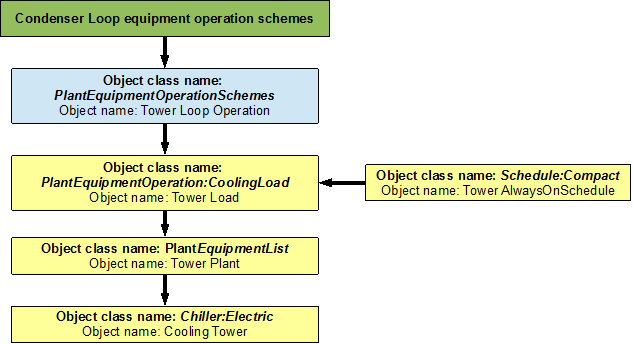 Condenser Loop equipment operation schemes
Object class name:
PlantEquipmentOperationSchemes
Object name: Tower Loop Operation
Object class name:
PlantEquipmentOperation:CoolingLoad
Object name: Tower Load
Object class name: Schedule:Compact
Object name: Tower AlwaysOnSchedule
Object class name: PlantEquipmentList
Object name: Tower Plant
Object class name: Chiller:Electric
Object name: Cooling Tower